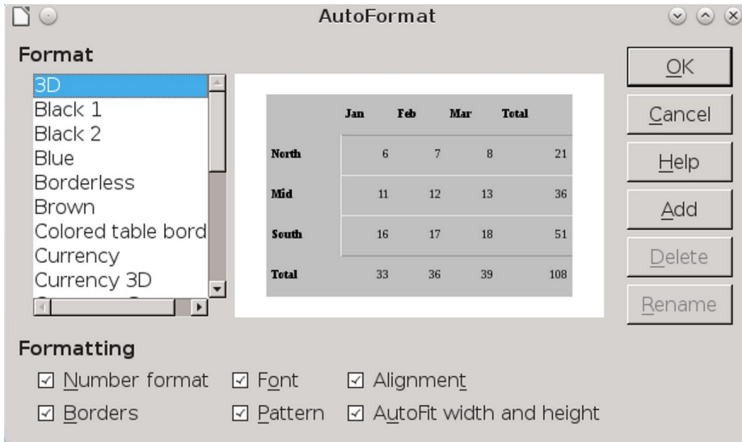 AutoFormat
Format
3D
Black 1
Black 2
Blue
Borderless
Brown
Colored table bord
Currency
Currency 3D
Jan Feb Mar Total
North 6 7 8 21
Mid 11 12 13 36
South 16 17 18 51
Total 33 36 39 108
OK
Cancel
Help
Add
Delete
Rename
Formatting
Number format Font Alignment
Borders Pattern AutoFit width and height